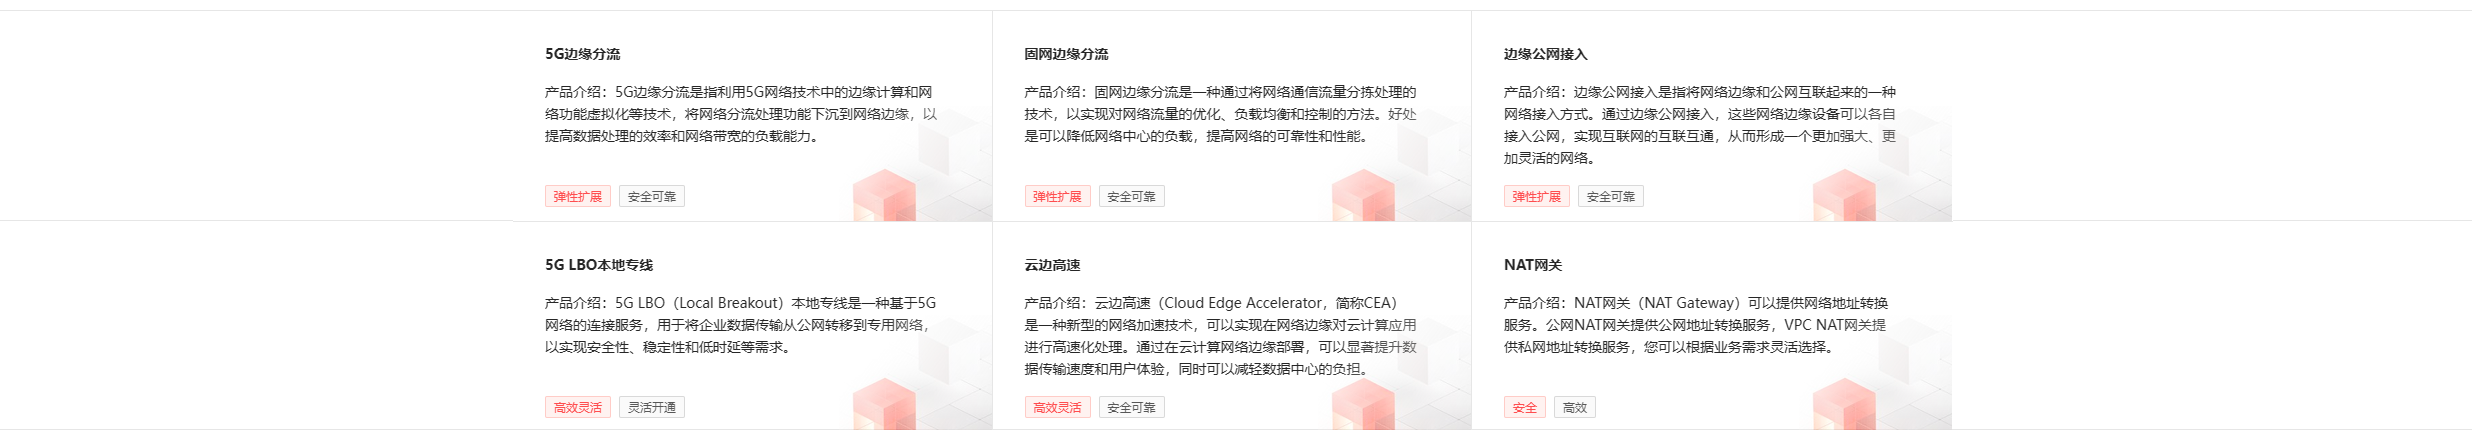 5G边缘分流
产品介绍：5G边缘分流是指利用5G网络技术中的边缘计算和网
络功能虚拟化等技术，将网络分流处理功能下沉到网络边缘，以
提高数据处理的效率和网络带宽的负载能力。
弹性扩展 安全可靠
固网边缘分流
产品介绍：固网边缘分流是一种通过将网络通信流量分拣处理的
技术，以实现对网络流量的优化、负载均衡和控制的方法。好处
是可以降低网络中心的负载，提高网络的可靠性和性能。
弹性扩展 安全可靠
边缘公网接入
产品介绍：边缘公网接入是指将网络边缘和公网互联起来的一种
网络接入方式。通过边缘公网接入，这些网络边缘设备可以各自
接入公网，实现互联网的互联互通，从而形成一个更加强大、更
加灵活的网络。
弹性扩展 安全可靠
5G LBO本地专线
产品介绍：5G LBO（Local Breakout）本地专线是一种基于5G
网络的连接服务，用于将企业数据传输从公网转移到专用网络，
以实现安全性、稳定性和低时延等需求。
高效灵活 灵活开通
云边高速
产品介绍：云边高速（Cloud Edge Accelerator，简称CEA）
是一种新型的网络加速技术，可以实现在网络边缘对云计算应用
进行高速化处理。通过在云计算网络边缘部署，可以显著提升数
据传输速度和用户体验，同时可以减轻数据中心的负担。
高效灵活 安全可靠
NAT网关
产品介绍：NAT网关（NAT Gateway）可以提供网络地址转换
服务。公网NAT网关提供公网地址转换服务，VPC NAT网关提
供私网地址转换服务，您可以根据业务需求灵活选择。
安全 高效